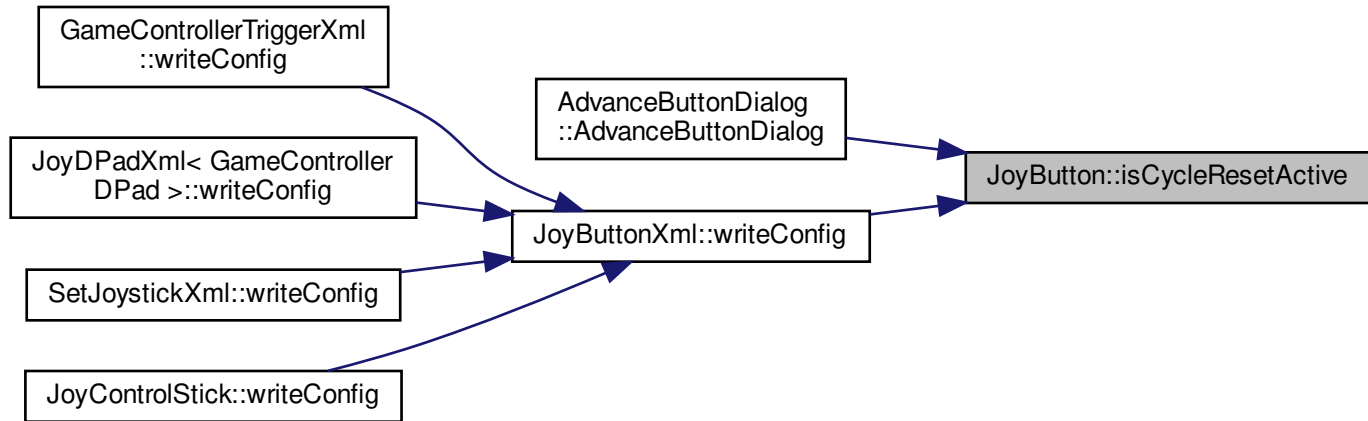 GameControllerTriggerXml
::writeConfig
AdvanceButtonDialog
::AdvanceButtonDialog
JoyDPadXml< GameController
DPad >::writeConfig
JoyButton::isCycleResetActive
JoyButtonXml::writeConfig
SetJoystickXml::writeConfig
JoyControlStick::writeConfig